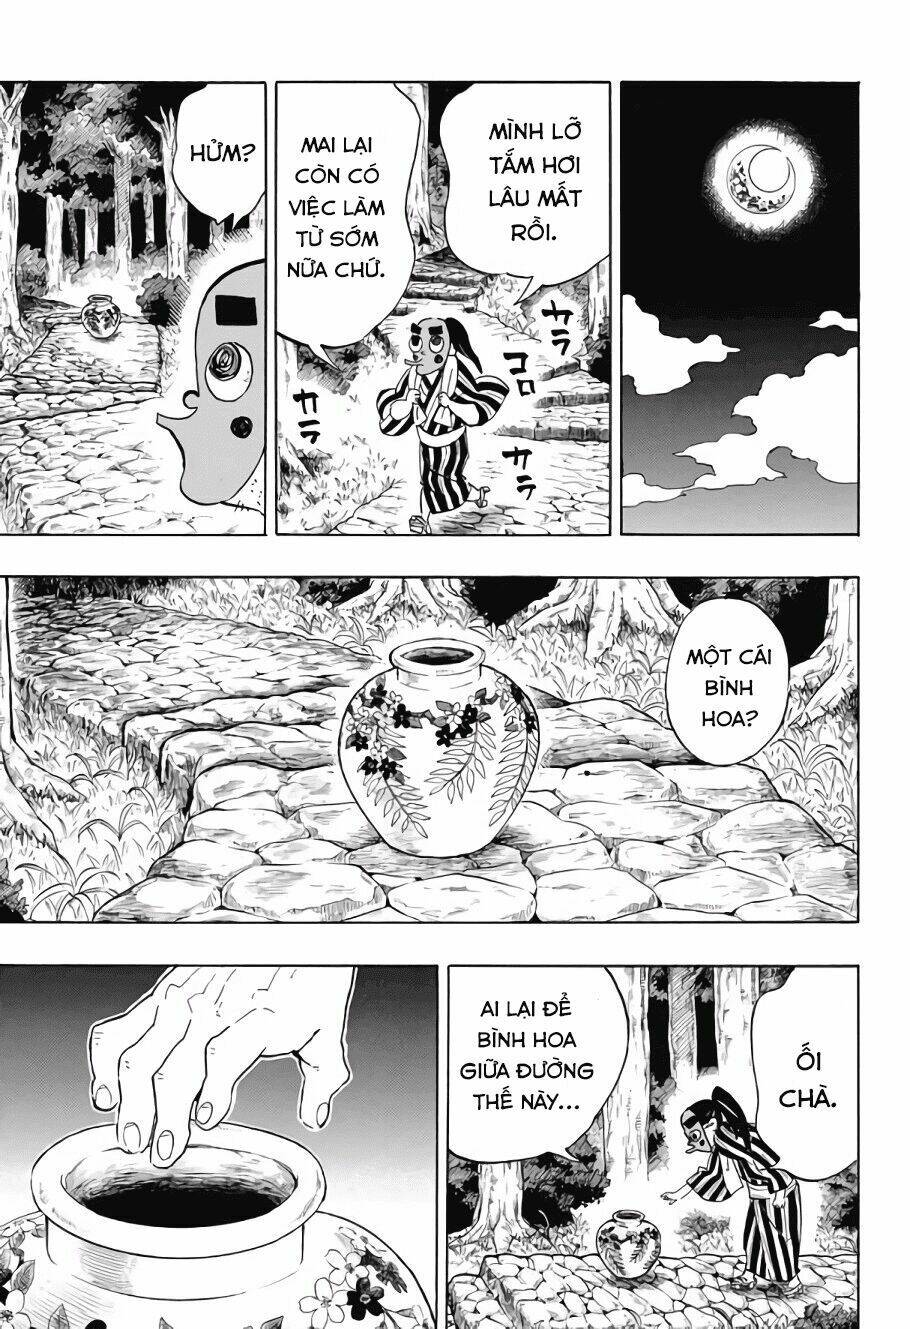 MÌNH LỠ
TẮM HƠI
LÂU MẤT
RỒI.
MAI LẠI
CÒN CÓ
VIỆC LÀM
TỪ SỚM
NỮA CHỨ.
カラ
コロ
カラ
カラ
HỬM?
MỘT CÁI
BÌNH
HOA?
ỐI
CHÀ.
AI LẠI ĐỂ
BÌNH HOA
GIỮA ĐƯỜNG
THẾ NÀY...